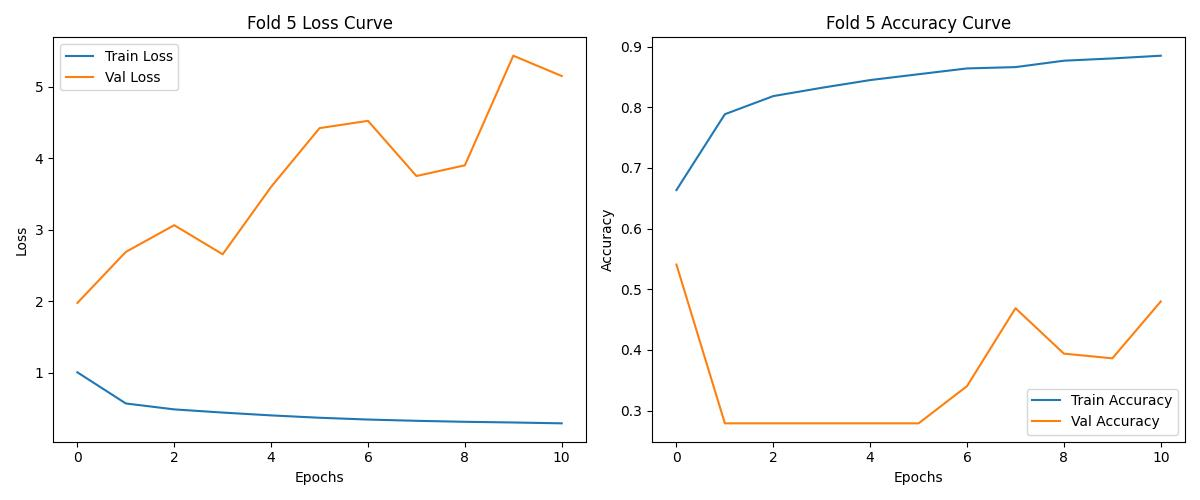 Fold 5 Loss Curve
Train Loss
Val Loss
5
4
3
2
1
0 2 4 6 8 10
Epochs
Loss
Fold 5 Accuracy Curve
0.9
0.8
0.7
0.6
0.5
0.4
0.3
Train Accuracy
Val Accuracy
0 2 4 6 8 10
Epochs
Accuracy